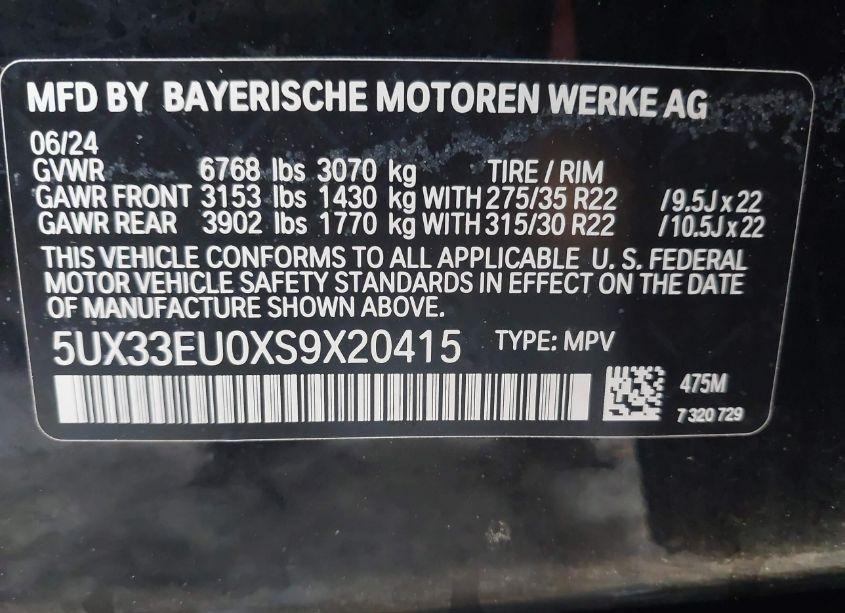 MFD BY BAYERISCHE MOTOREN WERKE AG
06/24
GVWR 6768 lbs 3070 kg TIRE / RIM
GAWR FRONT 3153 lbs 1430 kg WITH 275/35 R22 /9.5J x 22
GAWR REAR 3902 lbs 1770 kg WITH 315/30 R22 /10.5J x 22
THIS VEHICLE CONFORMS TO ALL APPLICABLE U. S. FEDERAL
MOTOR VEHICLE SAFETY STANDARDS IN EFFECT ON THE DATE
OF MANUFACTURE SHOWN ABOVE.
5UX33EU0XS9X20415 TYPE: MPV
475M
7 320 729